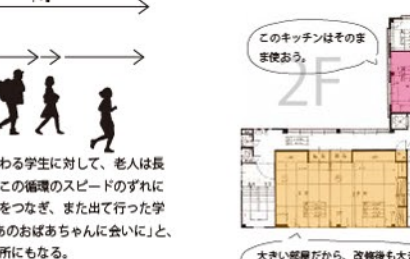 わる学生に対して、老人は長
この循環のスピードのずれに
をつなぎ、また出て行った学
あのおばあちゃんに会いに」と、
所にもなる。
このキッチンはそのま
ま使おう。
2F
大きい部屋だから、改修後も大き